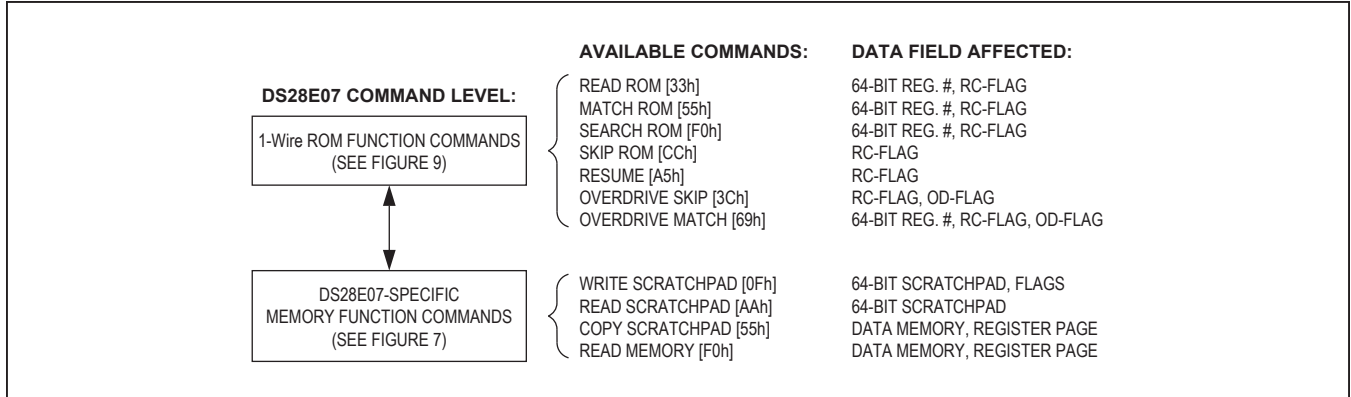 AVAILABLE COMMANDS: DATA FIELD AFFECTED:
DS28E07 COMMAND LEVEL:
1-Wire ROM FUNCTION COMMANDS
(SEE FIGURE 9)
READ ROM [33h] 64-BIT REG. #, RC-FLAG
MATCH ROM [55h] 64-BIT REG. #, RC-FLAG
SEARCH ROM [F0h] 64-BIT REG. #, RC-FLAG
SKIP ROM [CCh] RC-FLAG
RESUME [A5h] RC-FLAG
OVERDRIVE SKIP [3Ch] RC-FLAG, OD-FLAG
OVERDRIVE MATCH [69h] 64-BIT REG. #, RC-FLAG, OD-FLAG
DS28E07-SPECIFIC
MEMORY FUNCTION COMMANDS
(SEE FIGURE 7)
WRITE SCRATCHPAD [0Fh] 64-BIT SCRATCHPAD, FLAGS
READ SCRATCHPAD [AAh] 64-BIT SCRATCHPAD
COPY SCRATCHPAD [55h] DATA MEMORY, REGISTER PAGE
READ MEMORY [F0h] DATA MEMORY, REGISTER PAGE